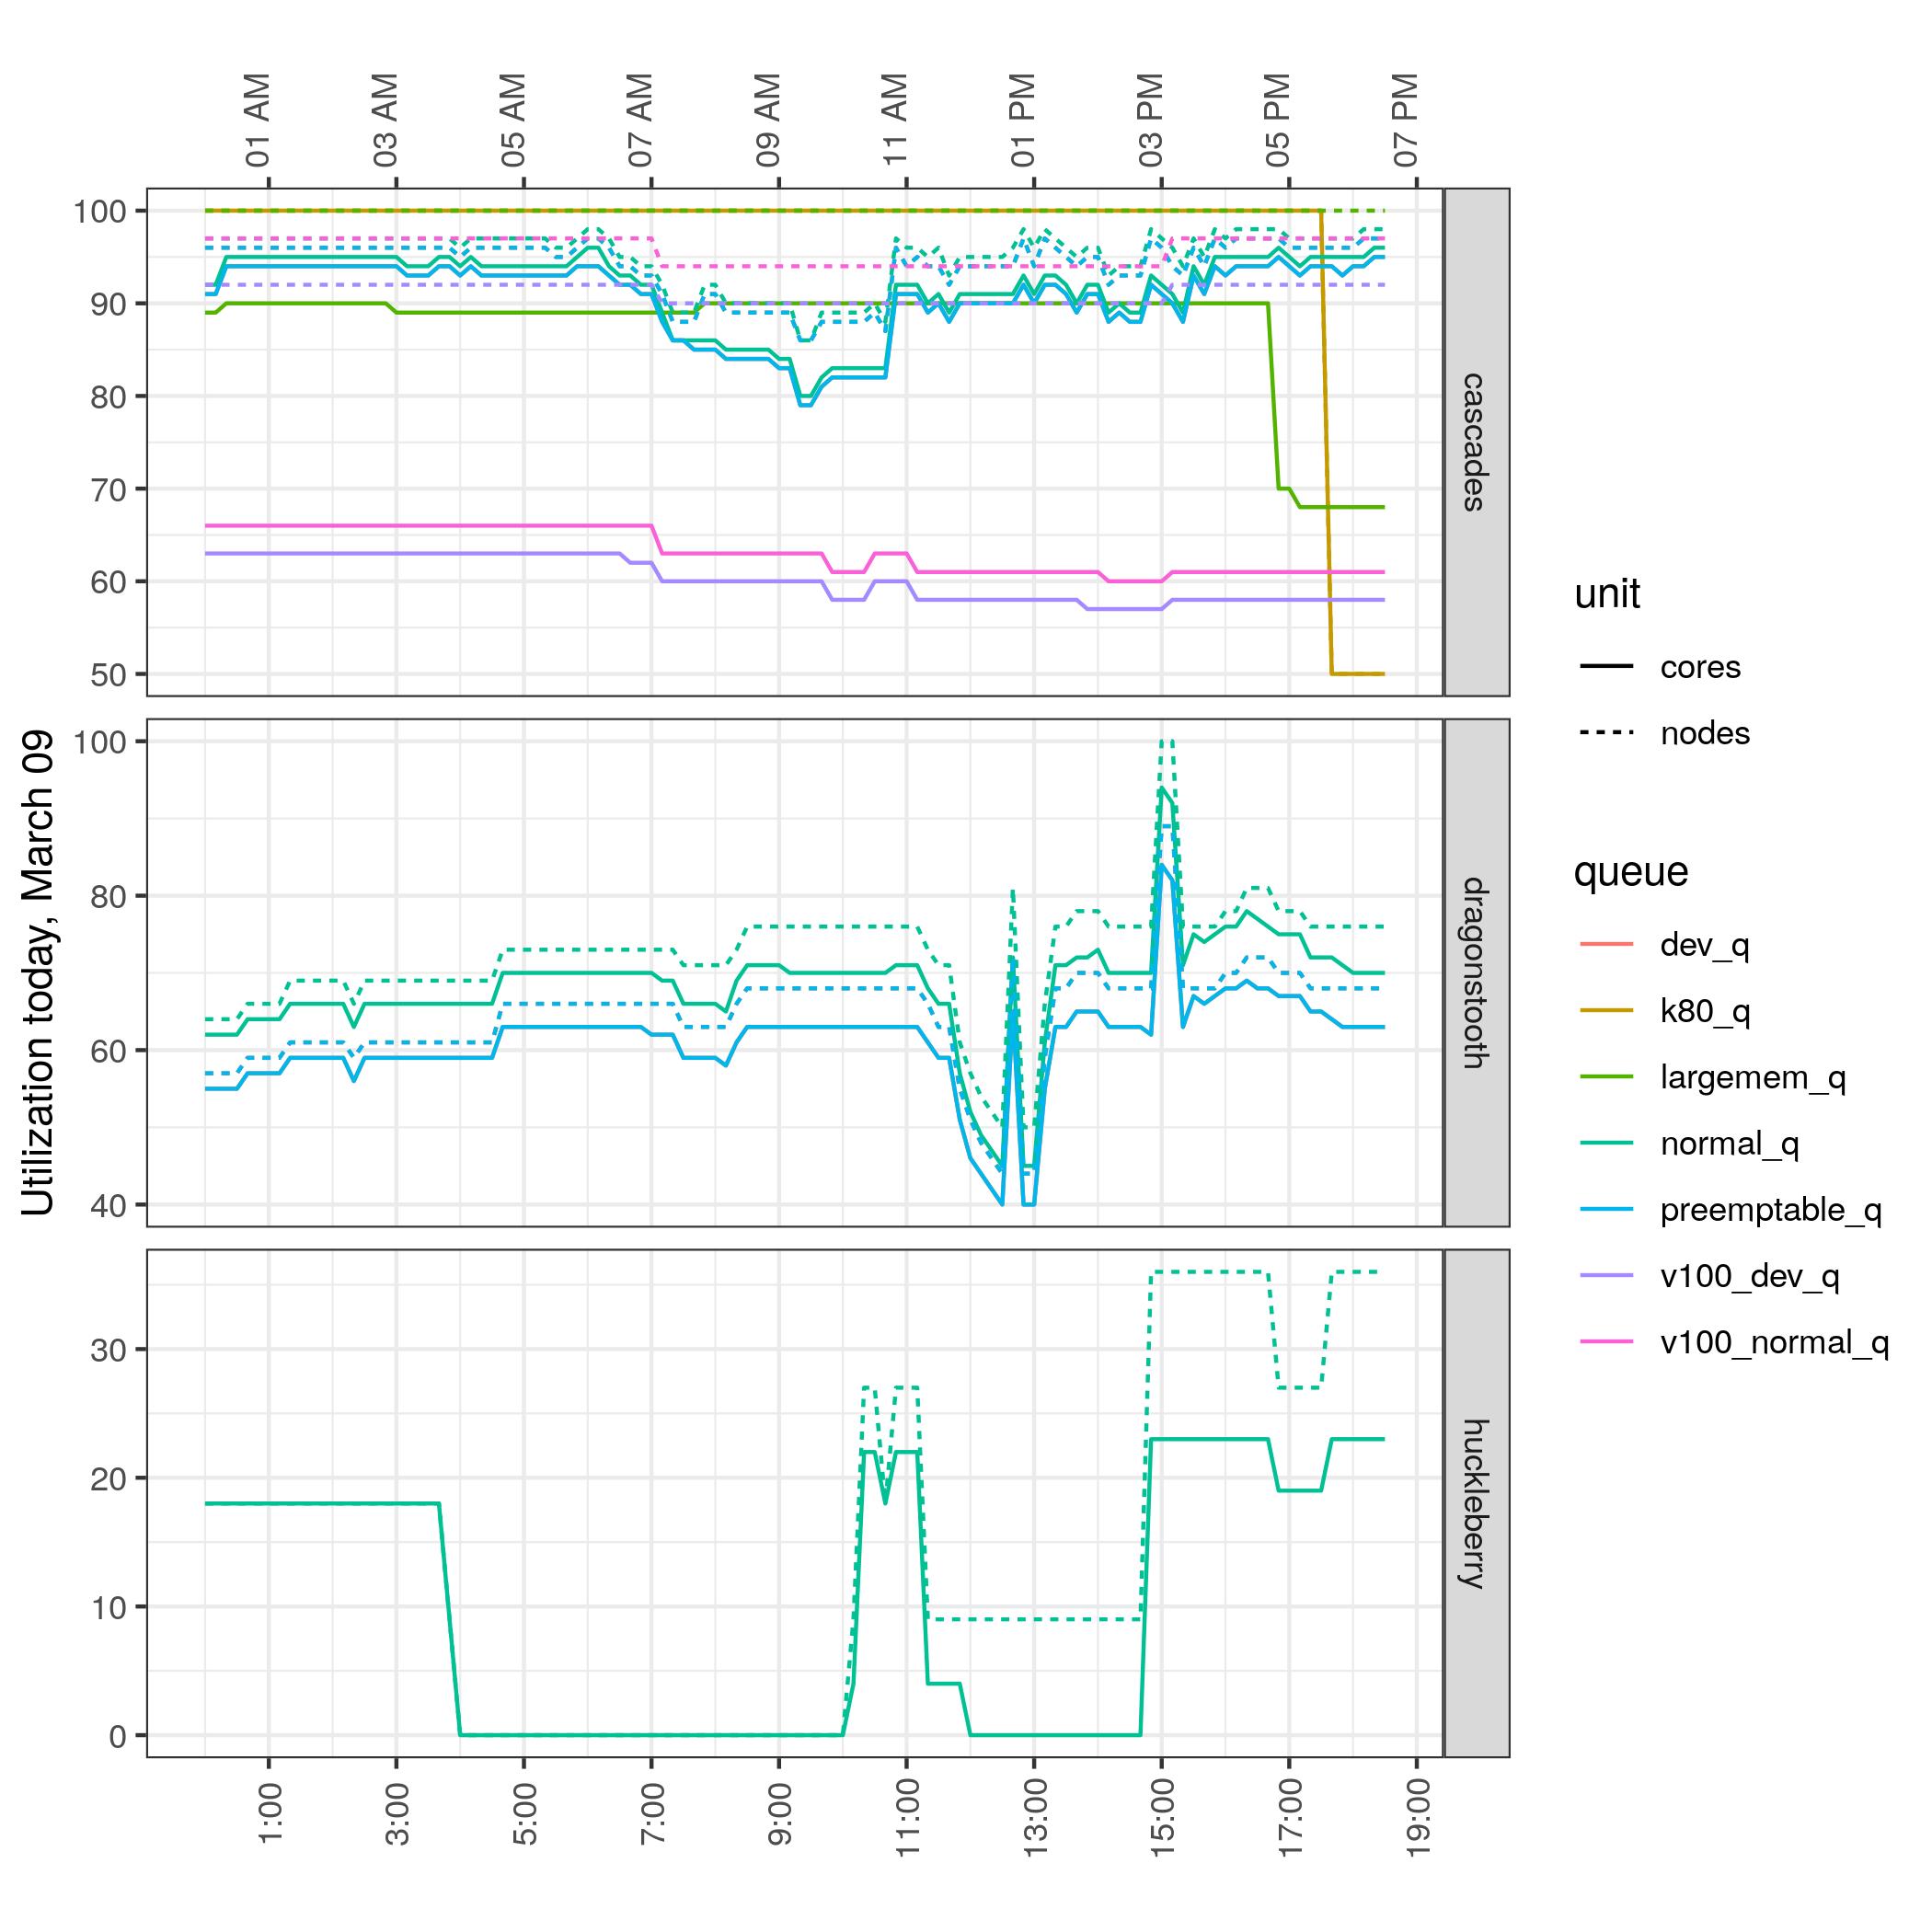 01 AM
03 AM
05 AM
07 AM
09 AM
11 AM
01 PM
03 PM
05 PM
07 PM
Utilization today, March 09
100
90
80
70
60
50
cascades
100
80
60
40
dragonstooth
30
20
10
0
huckleberry
1:00
3:00
5:00
7:00
9:00
11:00
13:00
15:00
17:00
19:00
unit
cores
nodes
queue
dev_q
k80_q
largemem_q
normal_q
preemptable_q
v100_dev_q
v100_normal_q